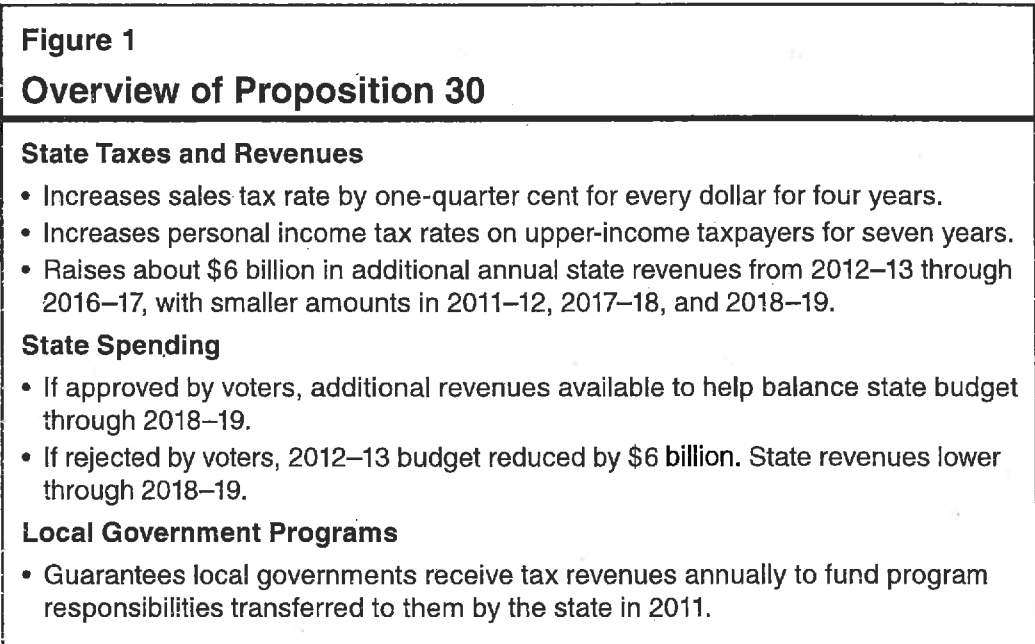 Figure 1
Overview of Proposition 30
State Taxes and Revenues
• Increases sales tax rate by one-quarter cent for every dollar for four years.
• Increases personal income tax rates on upper-income taxpayers for seven years.
• Raises about $6 billion in additional annual state revenues from 2012–13 through
2016–17, with smaller amounts in 2011–12, 2017–18, and 2018–19.
State Spending
• If approved by voters, additional revenues available to help balance state budget
through 2018–19.
• If rejected by voters, 2012–13 budget reduced by $6 billion. State revenues lower
through 2018–19.
Local Government Programs
• Guarantees local governments receive tax revenues annually to fund program
responsibilities transferred to them by the state in 2011.